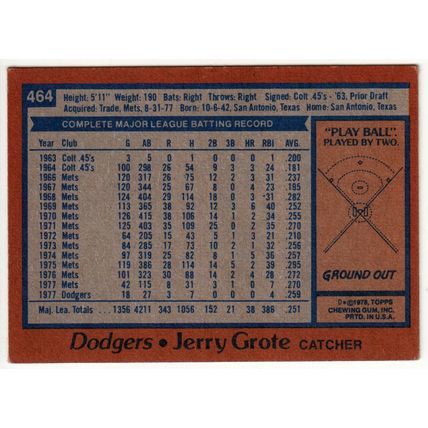 464
Height: 5'11" Weight: 190 Bats: Right Throws: Right Signed: Colt .45's - '63, Prior Draft
Acquired: Trade, Mets, 8-31-77 Born: 10-6-42, San Antonio, Texas Home: San Antonio, Texas
COMPLETE MAJOR LEAGUE BATTING RECORD
Year Club G AB R H 2B 3B HR RBI AVG.
1963 Colt .45's 3 5 0 1 0 0 0 1 .200
1964 Colt .45's 100 298 26 54 9 3 3 24 .181
1966 Mets 120 317 26 75 12 2 3 31 .237
1967 Mets 120 344 25 67 8 0 4 23 .195
1968 Mets 124 404 29 114 18 0 3 31 .282
1969 Mets 113 365 38 92 12 3 6 40 .252
1970 Mets 126 415 38 106 14 1 2 34 .255
1971 Mets 125 403 35 109 25 0 2 35 .270
1972 Mets 64 205 15 43 5 1 3 21 .210
1973 Mets 84 285 17 73 10 2 1 32 .256
1974 Mets 97 319 25 82 8 1 5 36 .257
1975 Mets 119 386 28 114 14 5 2 39 .295
1976 Mets 101 323 30 88 14 2 4 28 .272
1977 Mets 42 115 8 31 3 1 0 7 .270
1977 Dodgers 18 27 3 7 0 0 0 4 .259
Maj. Lea. Totals ... 1356 4211 343 1056 152 21 38 386 .251
"PLAY BALL".
PLAYED BY TWO.
GROUND OUT
D*©1978, TOPPS
CHEWING GUM, INC.
PRTD. IN U.S.A.
Dodgers • Jerry Grote CATCHER